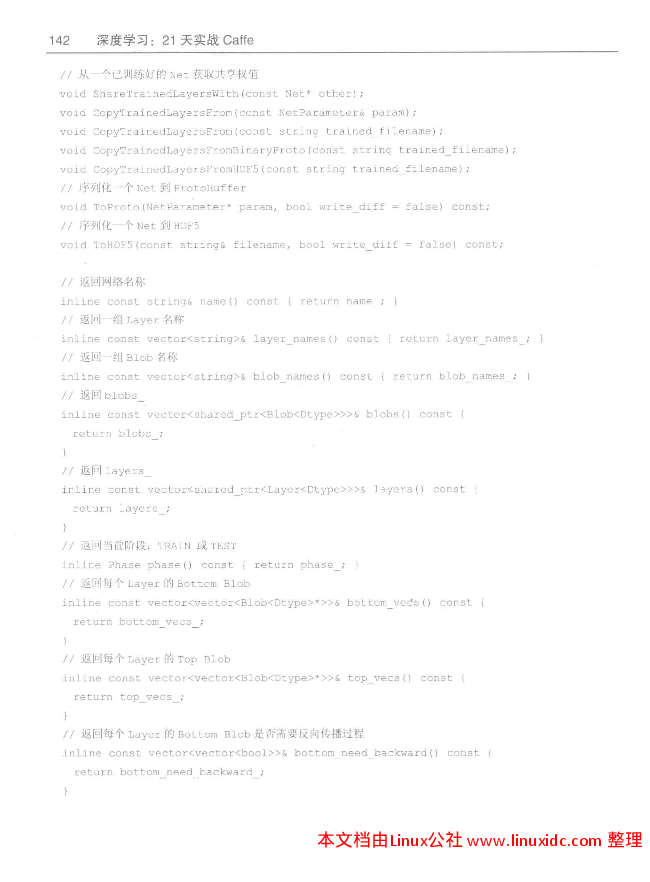 142 深度学习：21 天实战 Caffe
// 从一个已训练好的 Net 获取共享权值
void ShareTrainedLayersWith(const Net* other);
void CopyTrainedLayersFrom(const NetParameter& param);
void CopyTrainedLayersFrom(const string trained_filename);
void CopyTrainedLayersFromBinaryProto(const string trained_filename);
void CopyTrainedLayersFromHDF5(const string trained_filename);
// 序列化一个 Net 到 ProtoBuffer
void ToProto(NetParameter* param, bool write_diff = false) const;
// 序列化一个 Net 到 HDF5
void ToHDF5(const string& filename, bool write_diff = false) const;
// 返回网络名称
inline const string& name() const { return name_; }
// 返回一组 Layer 名称
inline const vector<string>& layer_names() const { return layer_names_; }
// 返回一组 Blob 名称
inline const vector<string>& blob_names() const { return blob_names_; }
// 返回 blobs_
inline const vector<shared_ptr<Blob<Dtype>>>& blobs() const {
return blobs_;
}
// 返回 layers_
inline const vector<shared_ptr<Layer<Dtype>>>& layers() const {
return layers_;
}
// 返回当前阶段：TRAIN 或 TEST
inline Phase phase() const { return phase_; }
// 返回每个 Layer 的 Bottom Blob
inline const vector<vector<Blob<Dtype>*>>& bottom_vecs() const {
return bottom_vecs_;
}
// 返回每个 Layer 的 Top Blob
inline const vector<vector<Blob<Dtype>*>>& top_vecs() const {
return top_vecs_;
}
// 返回每个 Layer 的 Bottom Blob 是否需要反向传播过程
inline const vector<vector<bool>>& bottom_need_backward() const {
return bottom_need_backward_;
}
本文档由Linux公社 www.linuxidc.com 整理